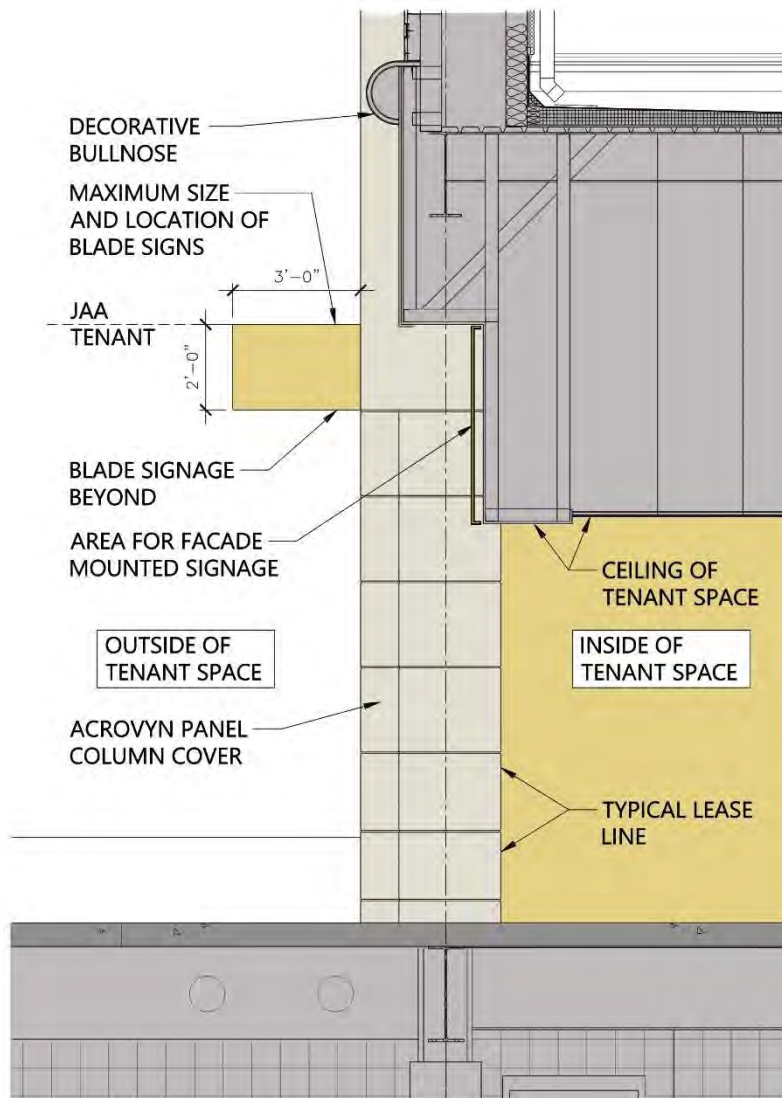 DECORATIVE
BULLNOSE
MAXIMUM SIZE
AND LOCATION OF
BLADE SIGNS
3'-0"
JAA
TENANT
2'-0"
BLADE SIGNAGE
BEYOND
AREA FOR FACADE
MOUNTED SIGNAGE
CEILING OF
TENANT SPACE
OUTSIDE OF
TENANT SPACE
INSIDE OF
TENANT SPACE
ACROVYN PANEL
COLUMN COVER
TYPICAL LEASE
LINE